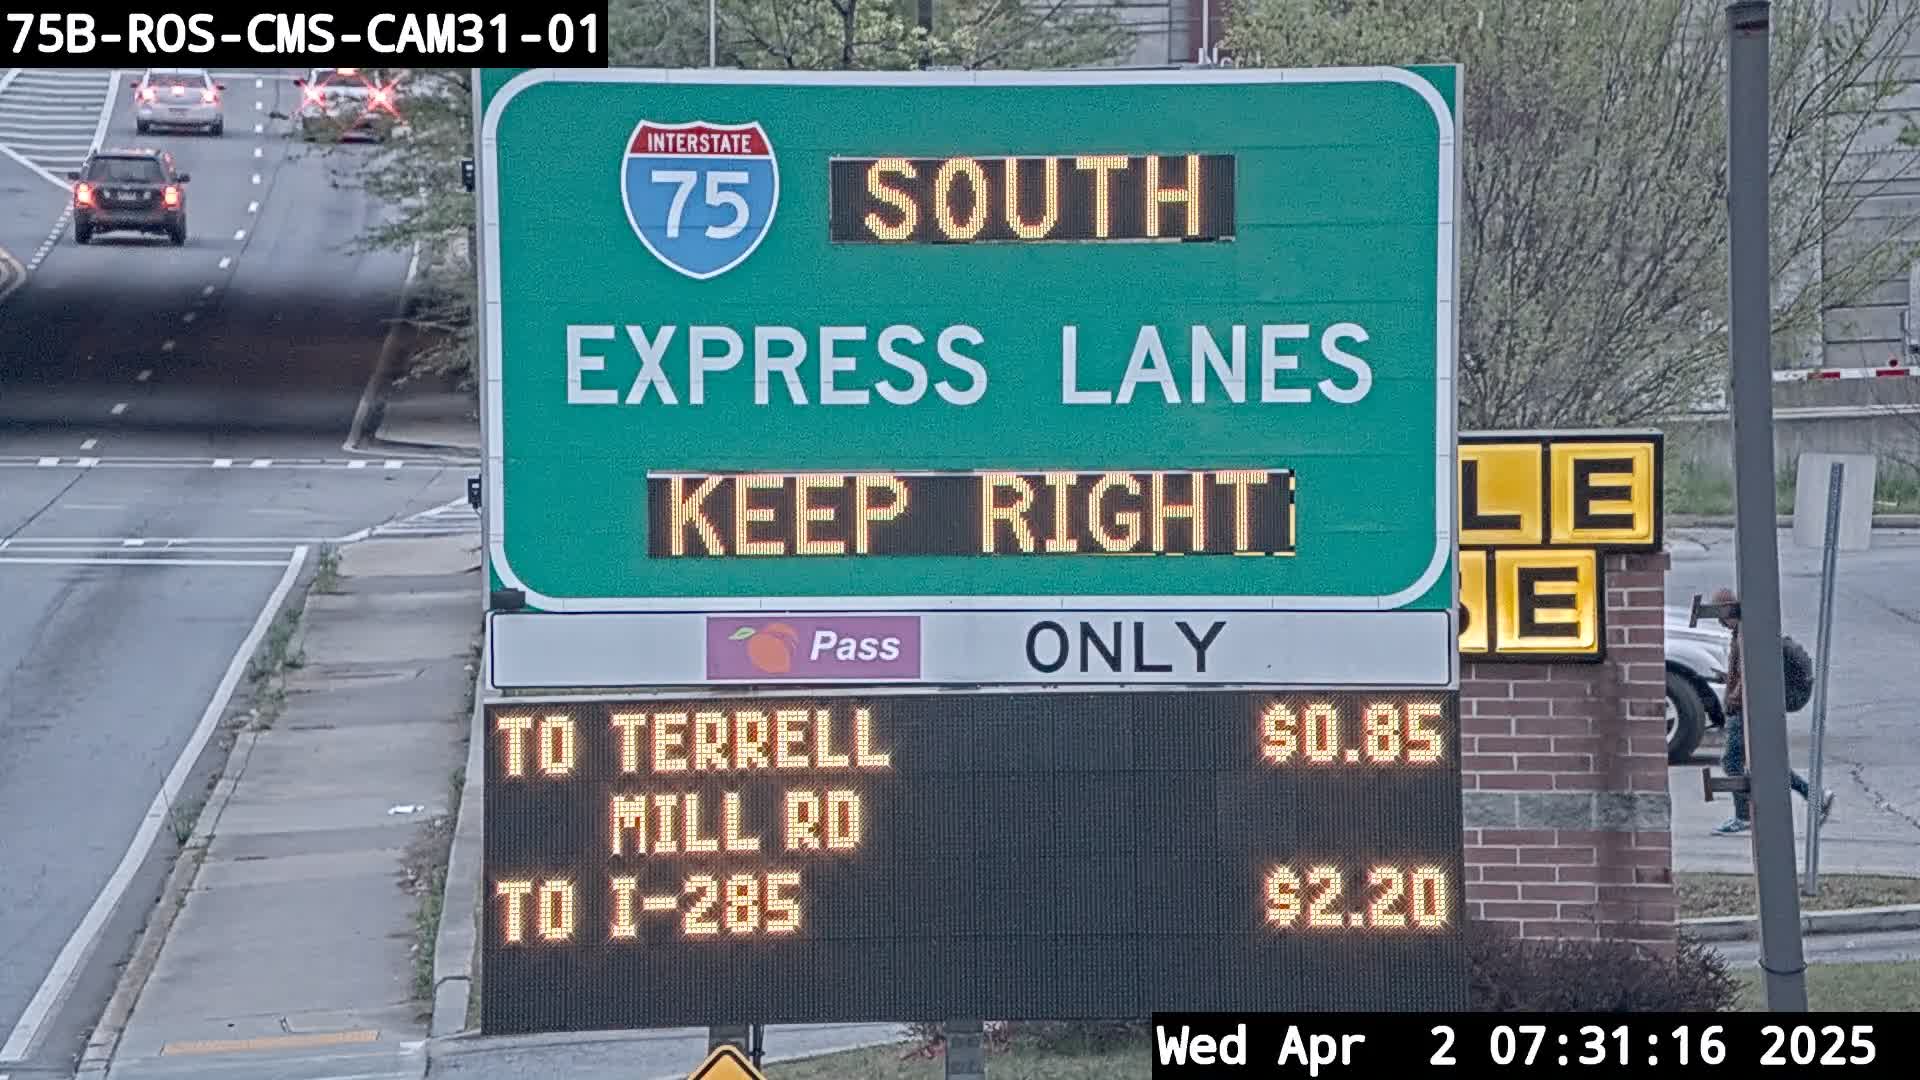 75B-ROS-CMS-CAM31-01
INTERSTATE
75
SOUTH
EXPRESS LANES
KEEP RIGHT
Pass ONLY
TO TERRELL $0.85
MILL RD
TO I-285 $2.20
LE
E
Wed Apr 2 07:31:16 2025